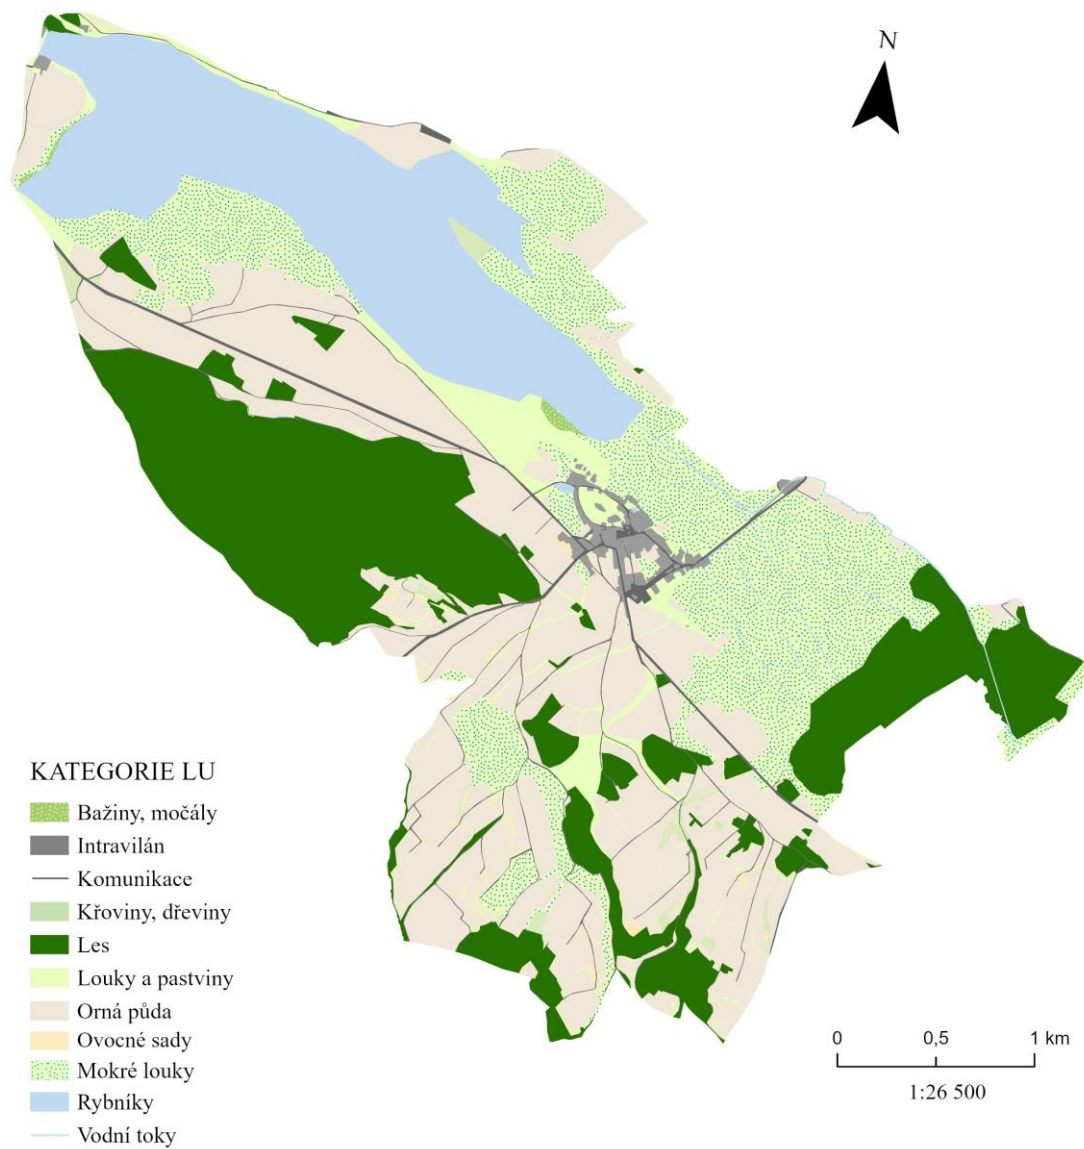 N
KATEGORIE LU
Bažiny, močály
Intravilán
Komunikace
Křoviny, dřeviny
Les
Louky a pastviny
Orná půda
Ovocné sady
Mokré louky
Rybníky
Vodní toky
0 0,5 1 km
1:26 500